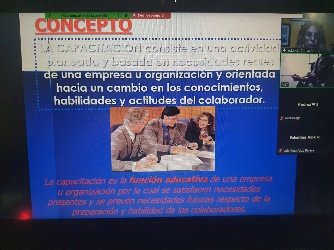 CONCEPTO
LA CAPACITACION consiste en una actividad
planeada y basada en necesidades reales
de una empresa u organización y orientada
hacia un cambio en los conocimientos,
habilidades y actitudes del colaborador.
La capacitación es la función educativa de una empresa
u organización por la cual se satisfacen necesidades
presentes y se prevén necesidades futuras respecto de la
preparación y habilidad de los colaboradores.